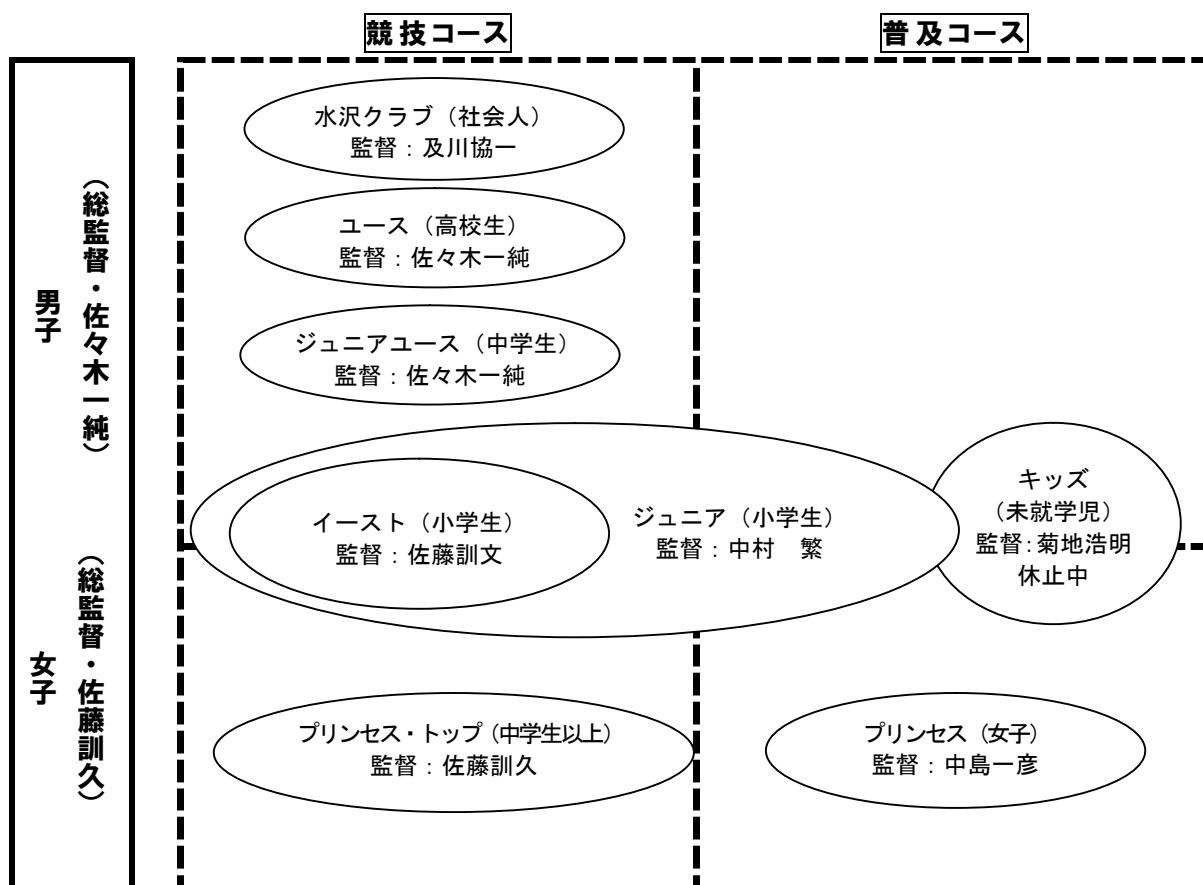 競技コース
普及コース
男子
(総監督・佐々木一純)
水沢クラブ(社会人)
監督:及川協一
ユース(高校生)
監督:佐々木一純
ジュニアユース(中学生)
監督:佐々木一純
イースト(小学生)
監督:佐藤訓文
ジュニア(小学生)
監督:中村 繁
キッズ
(未就学児)
監督:菊地浩明
休止中
女子
(総監督・佐藤訓久)
プリンセス・トップ(中学生以上)
監督:佐藤訓久
プリンセス(女子)
監督:中島一彦